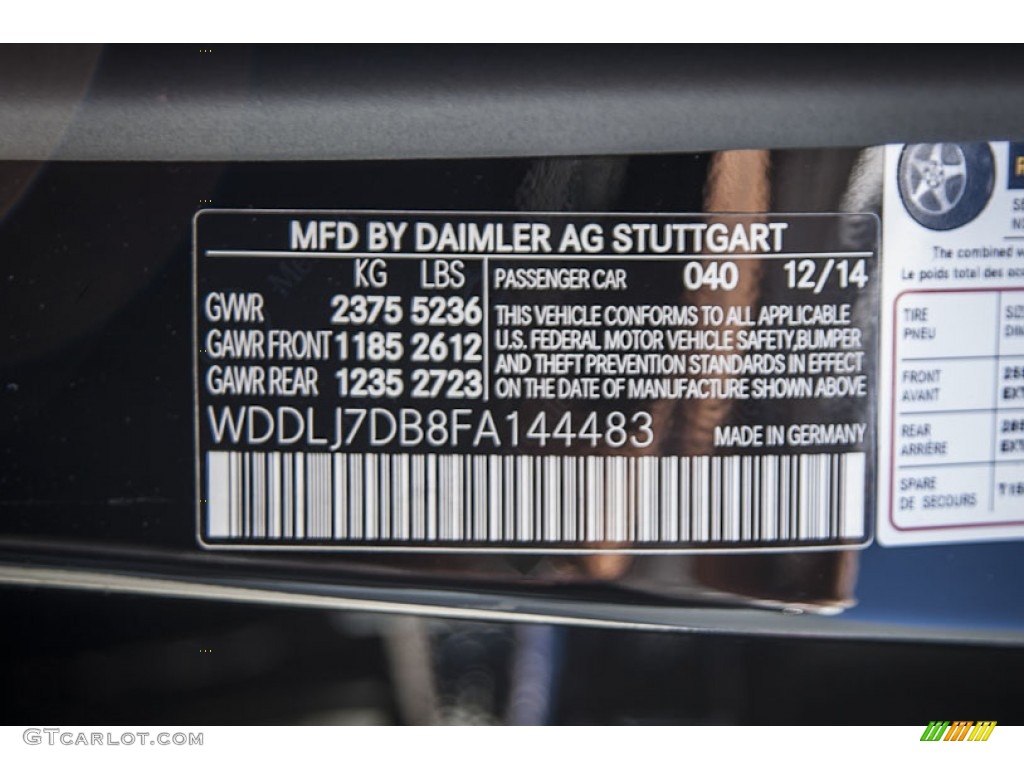 MFD BY DAIMLER AG STUTTGART
KG LBS
GWR 2375 5236
GAWR FRONT 1185 2612
GAWR REAR 1235 2723
PASSENGER CAR 040 12/14
THIS VEHICLE CONFORMS TO ALL APPLICABLE
U.S. FEDERAL MOTOR VEHICLE SAFETY,BUMPER
AND THEFT PREVENTION STANDARDS IN EFFECT
ON THE DATE OF MANUFACTURE SHOWN ABOVE
WDDLJ7DB8FA144483
MADE IN GERMANY
The combined
Le poids total des
TIRE
PNEU
FRONT
AVANT
REAR
ARRIÈRE
SPARE
DE SECOURS
GTcarlot.com